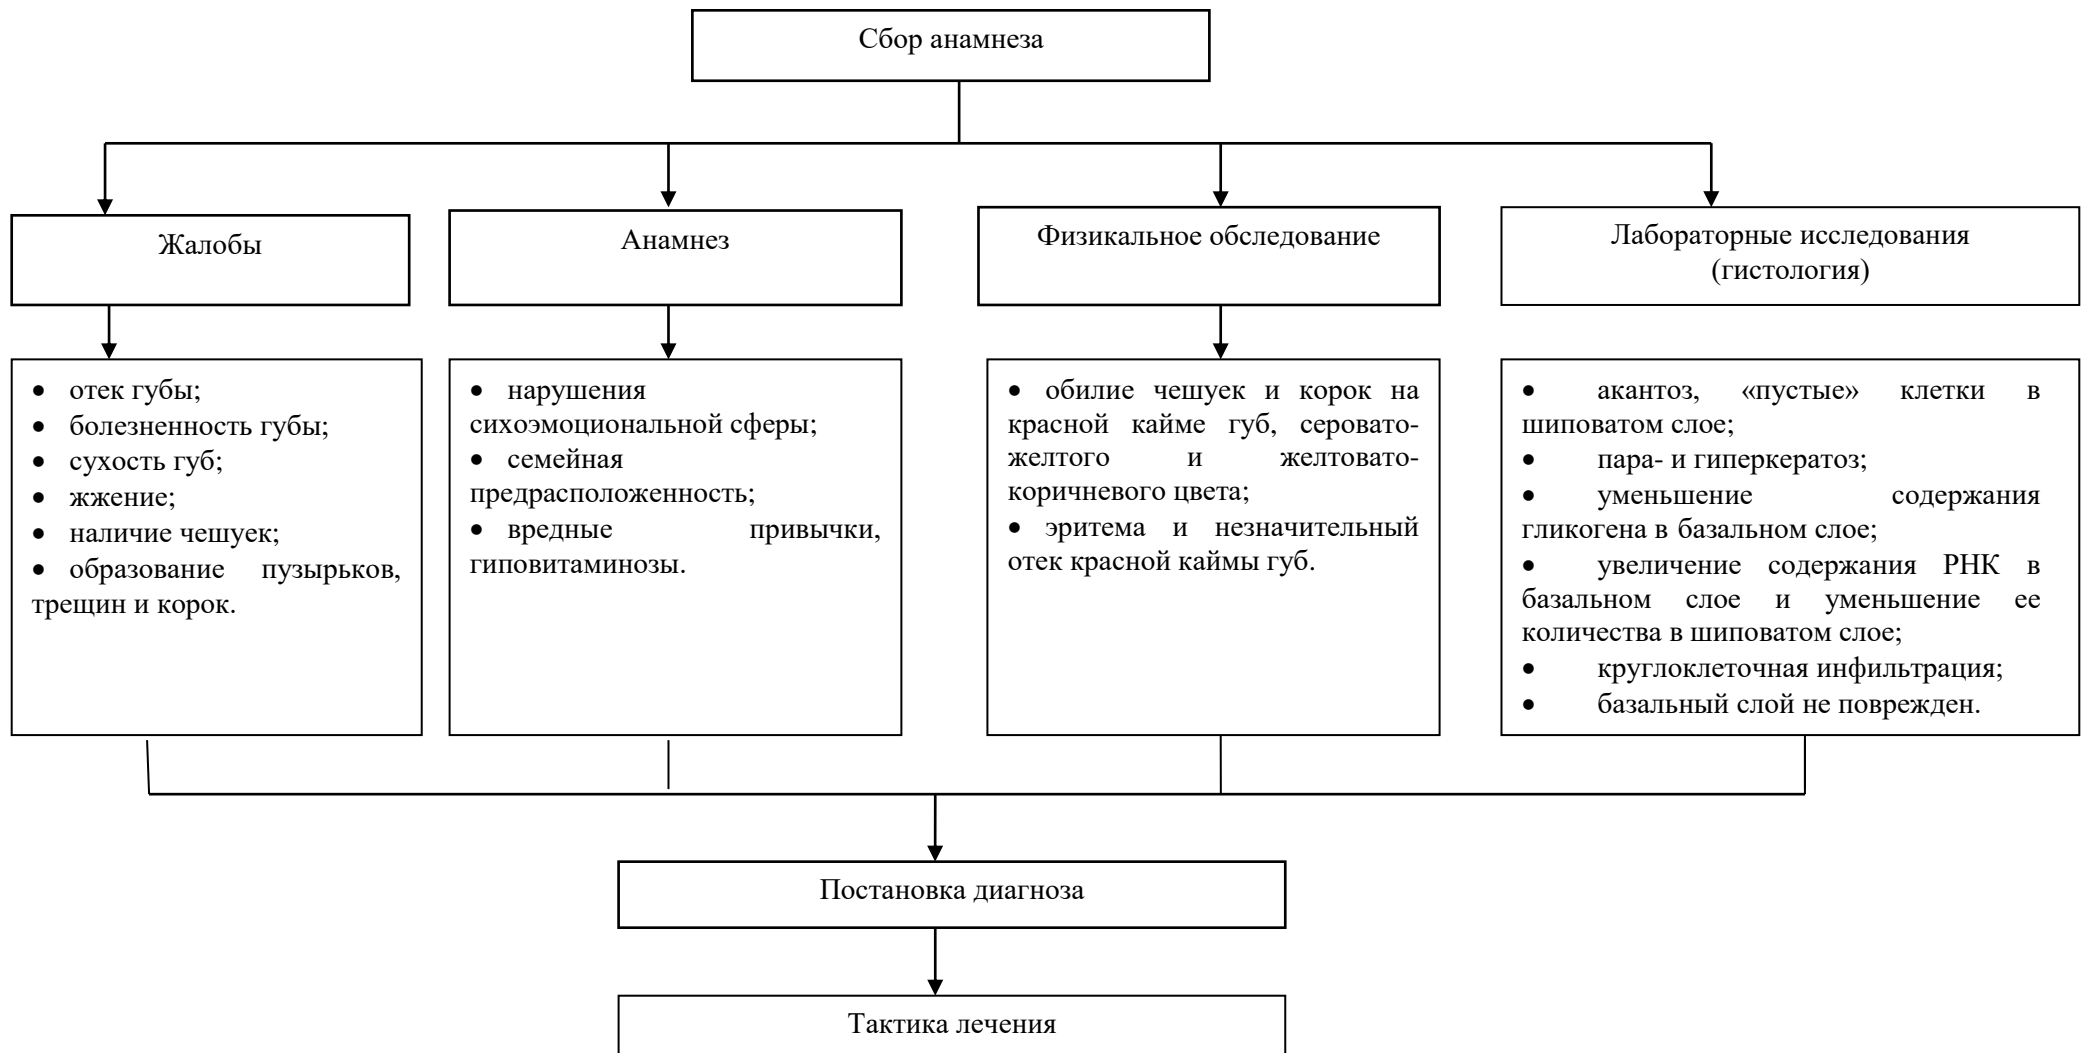 Сбор анамнеза
Жалобы
Анамнез
Физикальное обследование
Лабораторные исследования
(гистология)
• отек губы;
• болезненность губы;
• сухость губ;
• жжение;
• наличие чешуек;
• образование пузырьков,
трещин и корок.
• нарушения
сихоэмоциональной сферы;
• семейная
предрасположенность;
• вредные привычки,
гиповитаминозы.
• обилие чешуек и корок на
красной кайме губ, серовато-
желтого и желтовато-
коричневого цвета;
• эритема и незначительный
отек красной каймы губ.
• акантоз, «пустые» клетки в
шиповатом слое;
• пара- и гиперкератоз;
• уменьшение содержания
гликогена в базальном слое;
• увеличение содержания РНК в
базальном слое и уменьшение ее
количества в шиповатом слое;
• круглоклеточная инфильтрация;
• базальный слой не поврежден.
Постановка диагноза
Тактика лечения